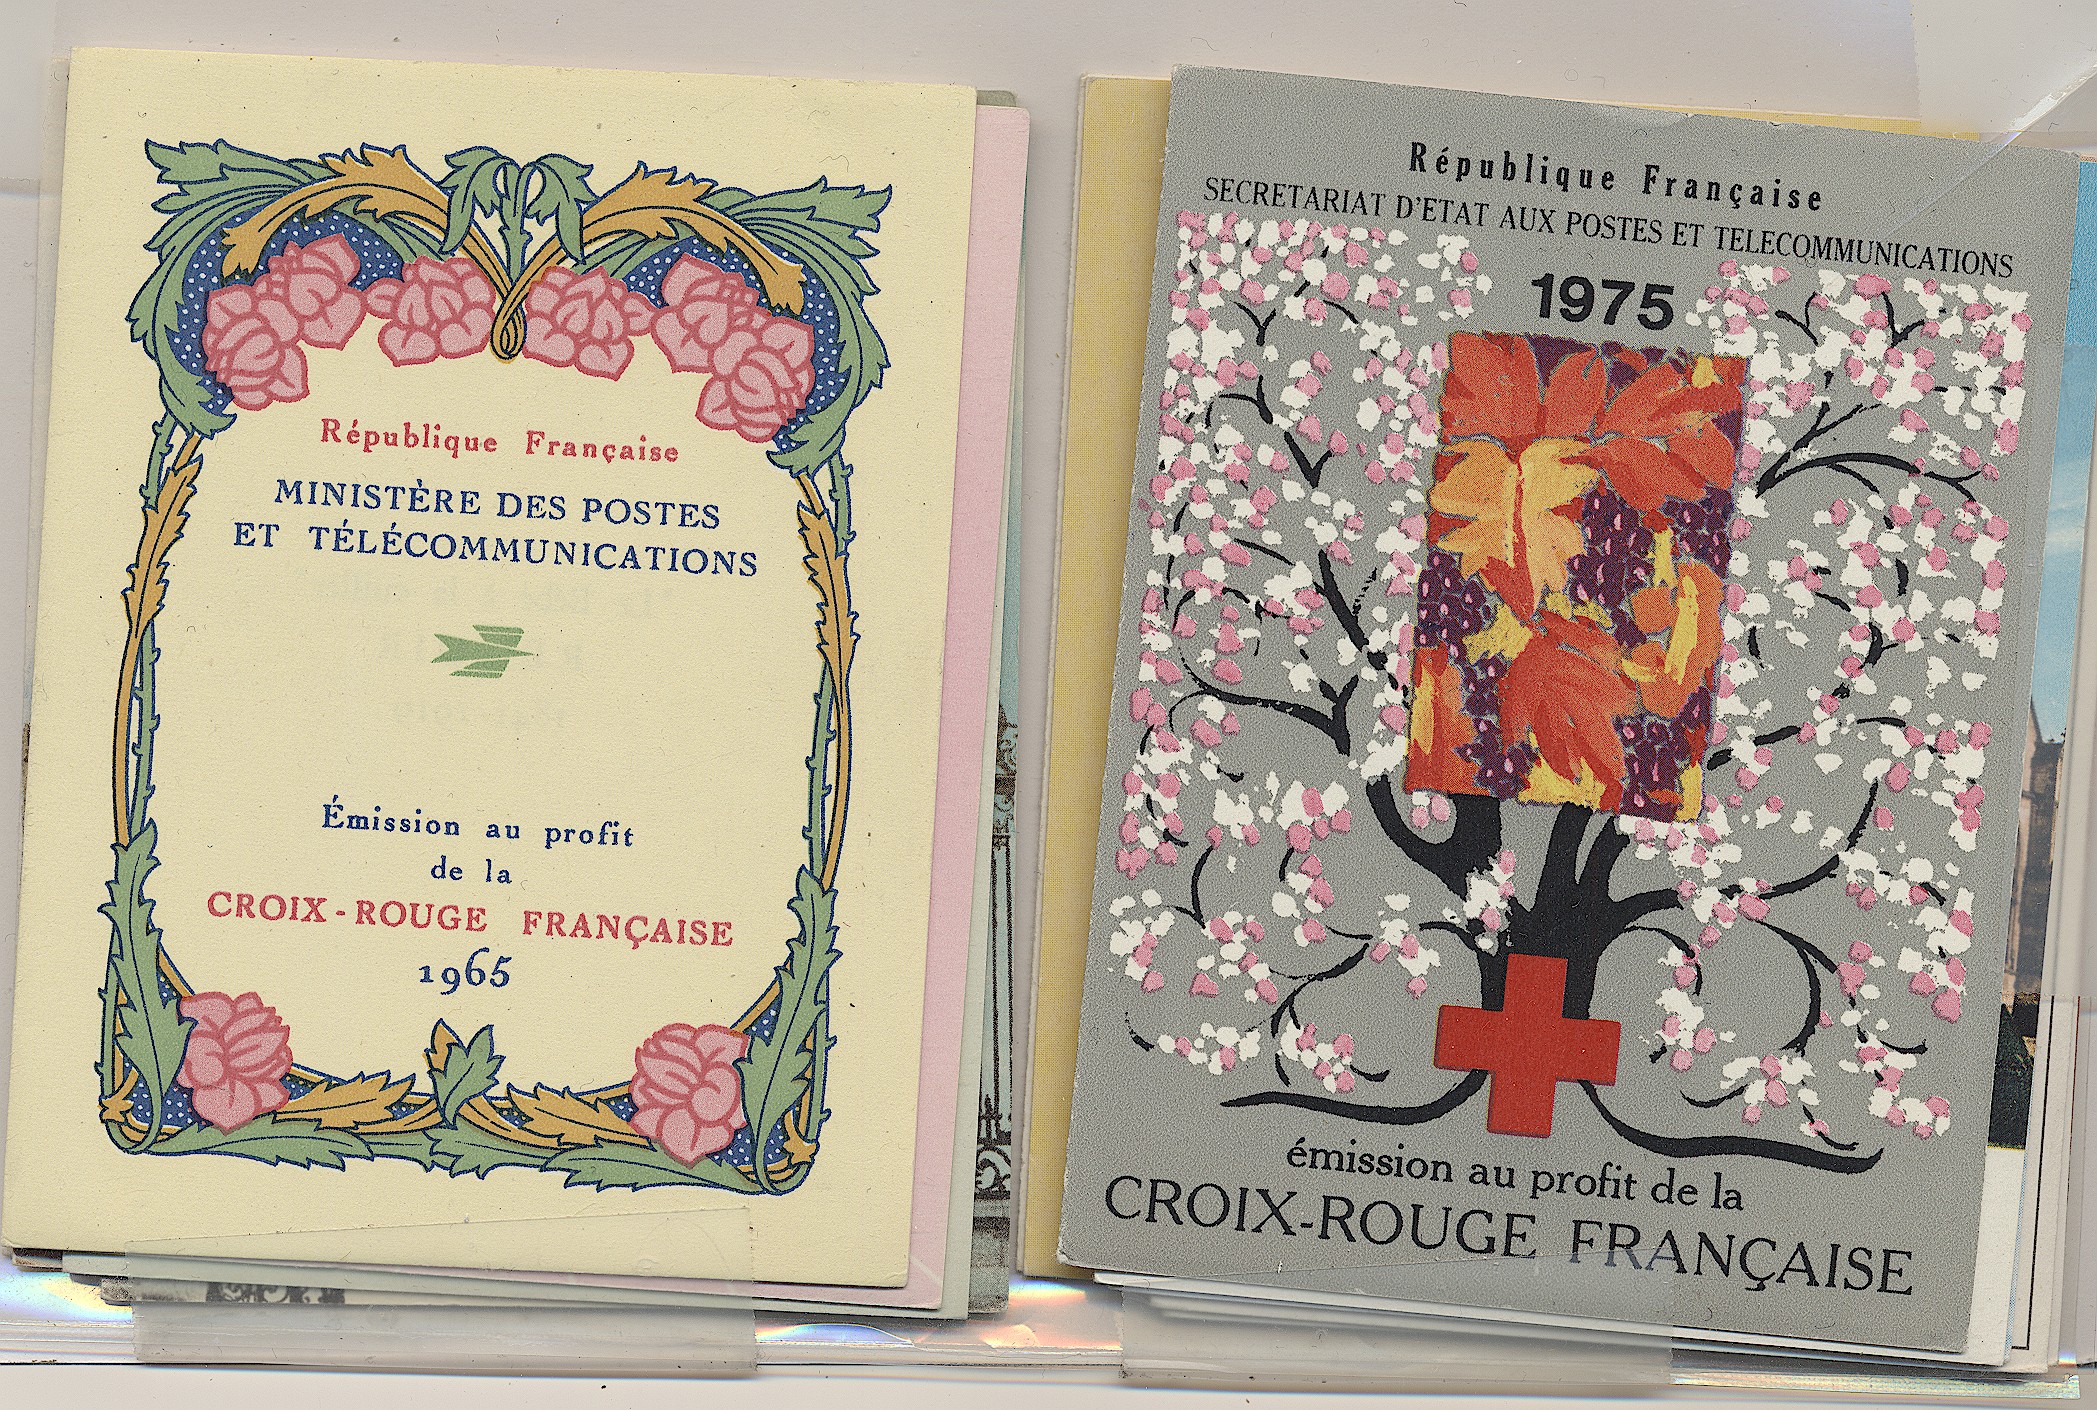 République Française
MINISTÈRE DES POSTES
ET TÉLÉCOMMUNICATIONS
Émission au profit
de la
CROIX-ROUGE FRANÇAISE
1965
République Française
SECRETARIAT D'ETAT AUX POSTES ET TELECOMMUNICATIONS
1975
émission au profit de la
CROIX-ROUGE FRANÇAISE